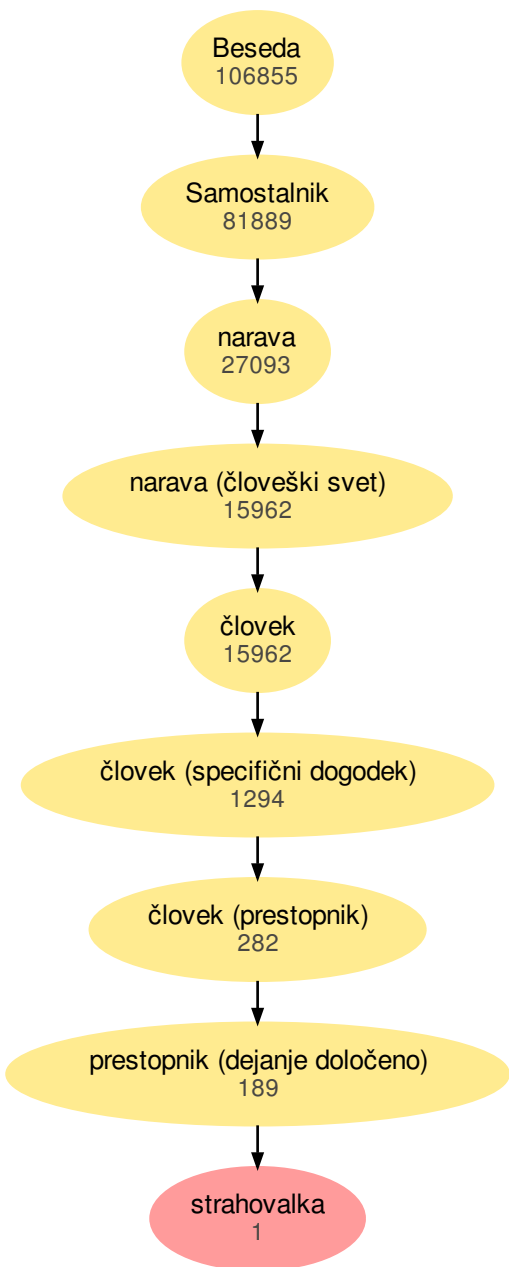 Beseda
106855
Samostalnik
81889
narava
27093
narava (človeški svet)
15962
človek
15962
človek (specifični dogodek)
1294
človek (prestopnik)
282
prestopnik (dejanje določeno)
189
strahovalka
1